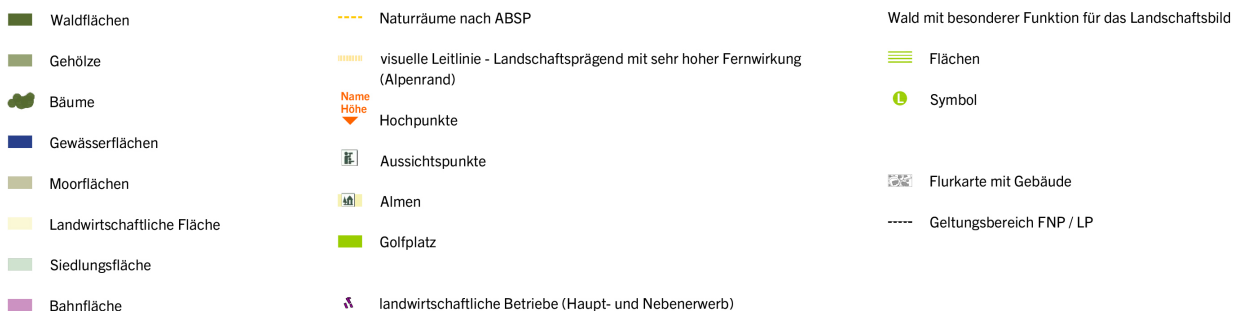 Waldflächen
Gehölze
Bäume
Gewässerflächen
Moorflächen
Landwirtschaftliche Fläche
Siedlungsfläche
Bahnfläche
Naturräume nach ABSP
visuelle Leitlinie - Landschaftsprägend mit sehr hoher Fernwirkung
(Alpenrand)
Name
Höhe
Hochpunkte
Aussichtspunkte
Almen
Golfplatz
landwirtschaftliche Betriebe (Haupt- und Nebenerwerb)
Wald mit besonderer Funktion für das Landschaftsbild
Flächen
L
Symbol
Flurkarte mit Gebäude
Geltungsbereich FNP / LP